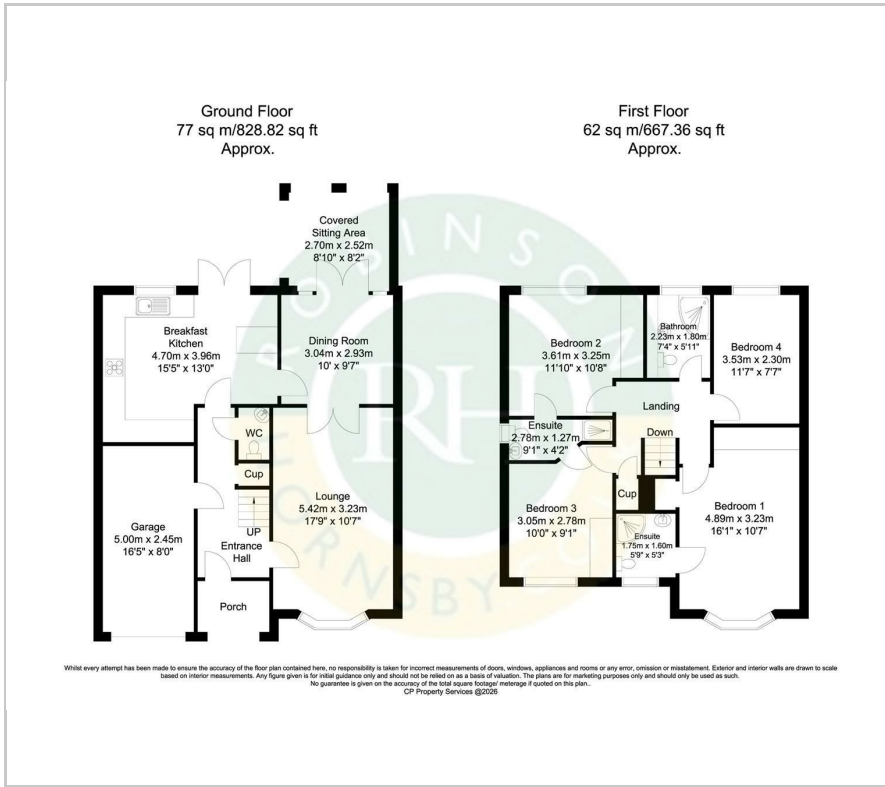 Ground Floor
77 sq m/828.82 sq ft
Approx.
Covered
Sitting Area
2.70m x 2.52m
8'10" x 8'2"
Breakfast
Kitchen
4.70m x 3.96m
15'5" x 13'0"
Dining Room
3.04m x 2.93m
10' x 9'7"
WC
Cup
Lounge
5.42m x 3.23m
17'9" x 10'7"
Garage
5.00m x 2.45m
16'5" x 8'0"
UP
Entrance
Hall
Porch
First Floor
62 sq m/667.36 sq ft
Approx.
Bedroom 2
3.61m x 3.25m
11'10" x 10'8"
Bathroom
2.23m x 1.80m
7'4" x 5'11"
Bedroom 4
3.53m x 2.30m
11'7" x 7'7"
Landing
Down
Ensuite
2.78m x 1.27m
9'1" x 4'2"
Cup
Bedroom 3
3.05m x 2.78m
10'0" x 9'1"
Ensuite
1.75m x 1.60m
5'9" x 5'3"
Bedroom 1
4.89m x 3.23m
16'1" x 10'7"
ROBINSON
RH
HORNSBY.CO
Whilst every attempt has been made to ensure the accuracy of the floor plan contained here, no responsibility is taken for incorrect measurements of doors, windows, appliances and rooms or any error, omission or misstatement. Exterior and interior walls are drawn to scale
based on interior measurements. Any figure given is for initial guidance only and should not be relied on as a basis of valuation. The plans are for marketing purposes only and should only be used as such.
No guarantee is given on the accuracy of the total square footage/ meterage if quoted on this plan..
CP Property Services @2026